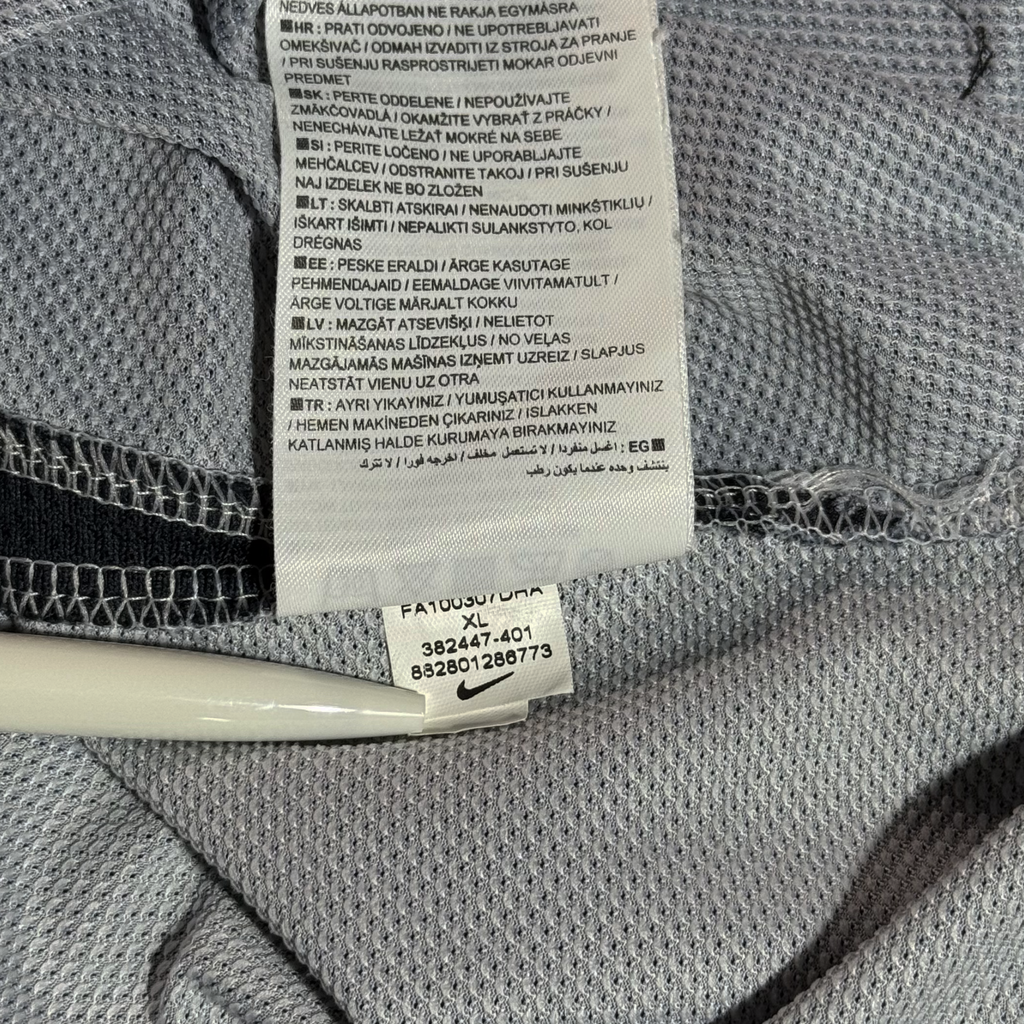 NEDVES ÁLLAPOTBAN NE RAKJA EGYMÁSRA
HR : PRATI ODVOJENO / NE UPOTREBLJAVATI
OMEKŠIVAČ / ODMAH IZVADITI IZ STROJA ZA PRANJE
/ PRI SUŠENJU RASPROSTRIJETI MOKAR ODJEVNI
PREDMET
SK : PERTE ODDELENE / NEPOUŽÍVAJTE
ZMÄKČOVADLÁ / OKAMŽITE VYBRAŤ Z PRÁČKY /
NENECHÁVAJTE LEŽAŤ MOKRÉ NA SEBE
SI : PERITE LOČENO / NE UPORABLJAJTE
MEHČALCEV / ODSTRANITE TAKOJ / PRI SUŠENJU
NAJ IZDELEK NE BO ZLOŽEN
LT : SKALBTI ATSKIRAI / NENAUDOTI MINKŠTIKLIŲ /
IŠKART IŠIMTI / NEPALIKTI SULANKSTYTO, KOL
DRĖGNAS
EE : PESKE ERALDI / ÄRGE KASUTAGE
PEHMENDAJAID / EEMALDAGE VIIVITAMATULT /
ÄRGE VOLTIGE MÄRJALT KOKKU
LV : MAZGĀT ATSEVIŠĶI / NELIETOT
MĪKSTINĀŠANAS LĪDZEKĻUS / NO VEĻAS
MAZGĀJAMĀS MAŠĪNAS IZŅEMT UZREIZ / SLAPJUS
NEATSTĀT VIENU UZ OTRA
TR : AYRI YIKAYINIZ / YUMUŞATICI KULLANMAYINIZ
/ HEMEN MAKİNEDEN ÇIKARINIZ / ISLAKKEN
KATLANMIŞ HALDE KURUMAYA BIRAKMAYINIZ
EG : اغسل منفردا / لا تستعمل مخلف / اخرجه فورا / لا تترك
ينتشف وحده عندما يكون رطب
FA100307DHA
XL
382447-401
882801286773